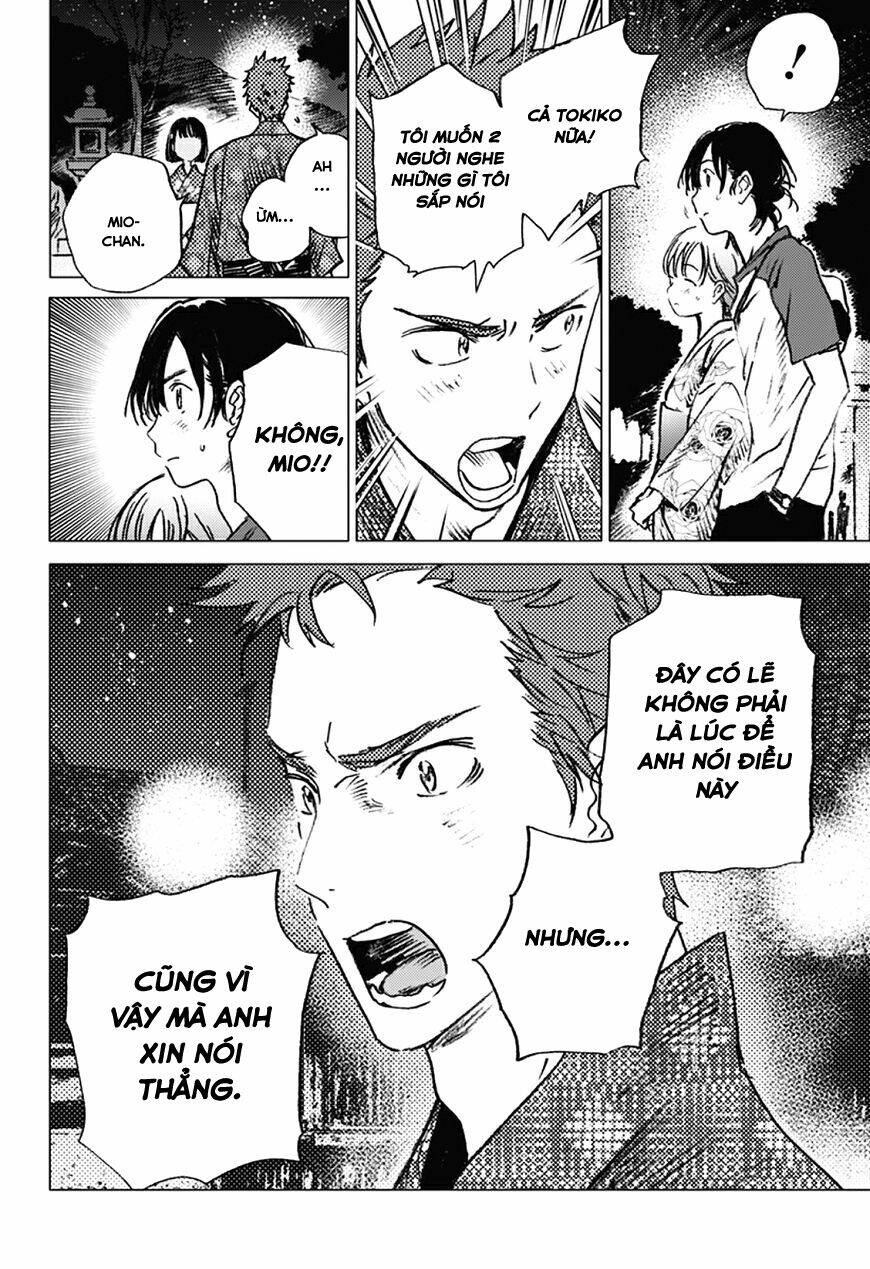 !
CẢ TOKIKO
NỮA!
TÔI MUỐN 2
NGƯỜI NGHE
NHỮNG GÌ TÔI
SẮP NÓI
AH
...
ỪM...
MIO-
CHAN.
KHÔNG,
MIO!!
ĐÂY CÓ LẼ
KHÔNG PHẢI
LÀ LÚC ĐỂ
ANH NÓI ĐIỀU
NÀY
NHƯNG...
CŨNG VÌ
VẬY MÀ ANH
XIN NÓI
THẲNG.